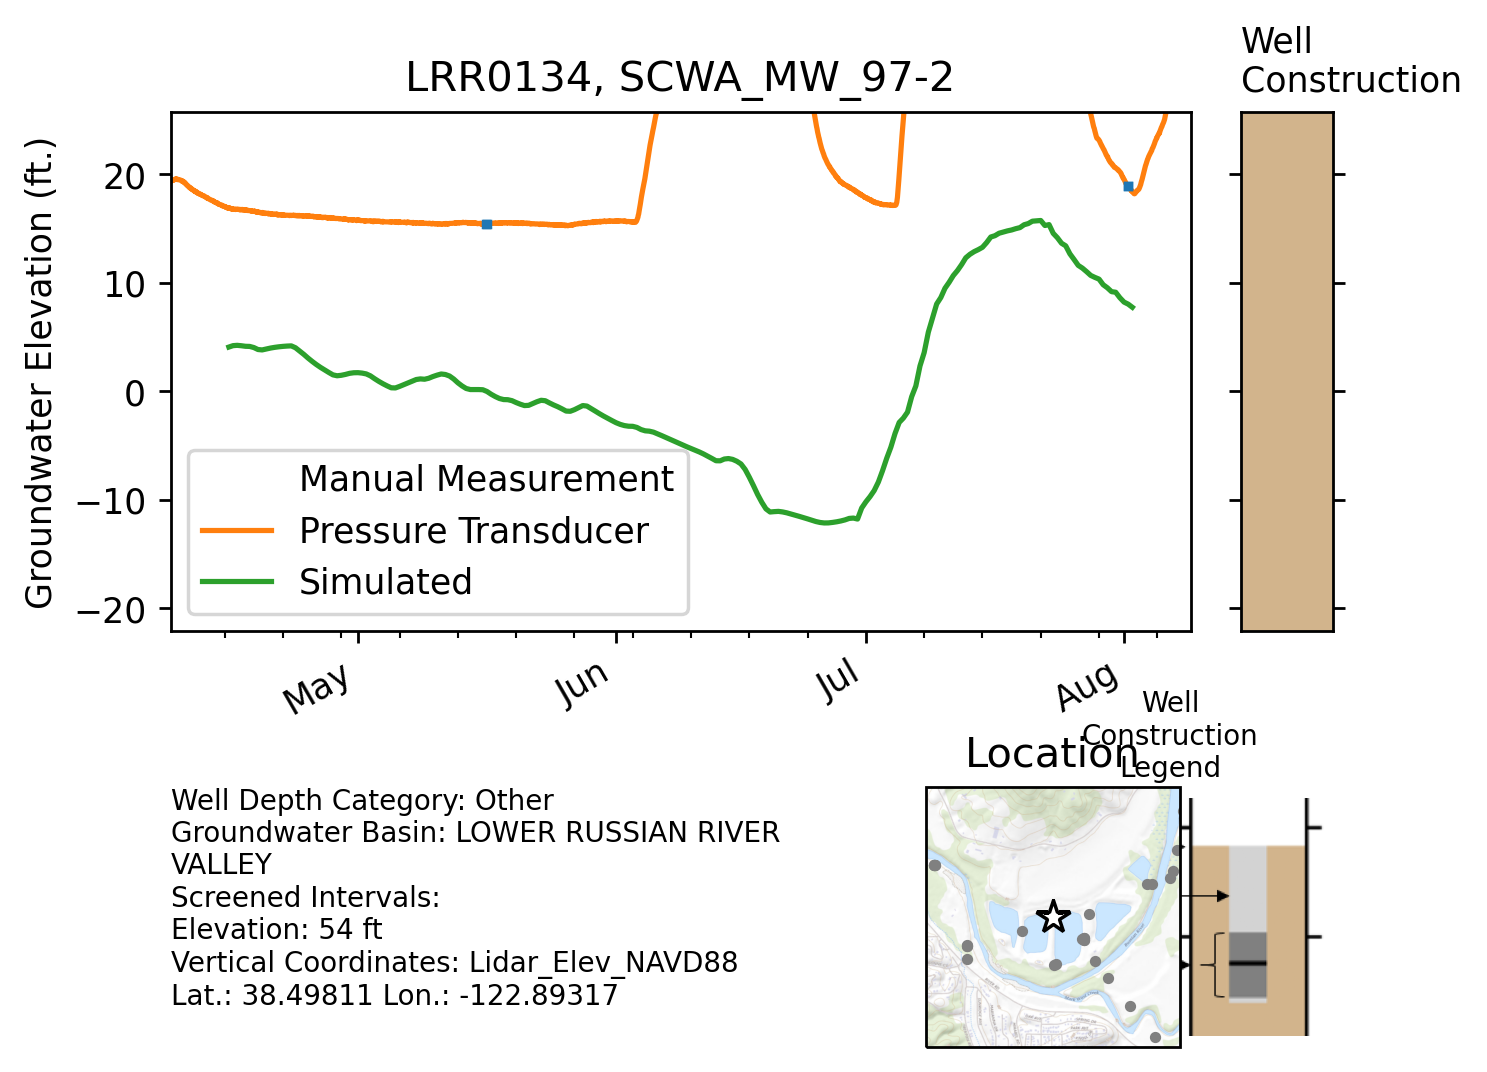 Well
Construction
LRR0134, SCWA_MW_97-2
Groundwater Elevation (ft.)
20
10
0
−10
−20
Manual Measurement
Pressure Transducer
Simulated
May
Jun
Jul
Aug
Well
Construction
Legend
Location
Well Depth Category: Other
Groundwater Basin: LOWER RUSSIAN RIVER
VALLEY
Screened Intervals:
Elevation: 54 ft
Vertical Coordinates: Lidar_Elev_NAVD88
Lat.: 38.49811 Lon.: -122.89317